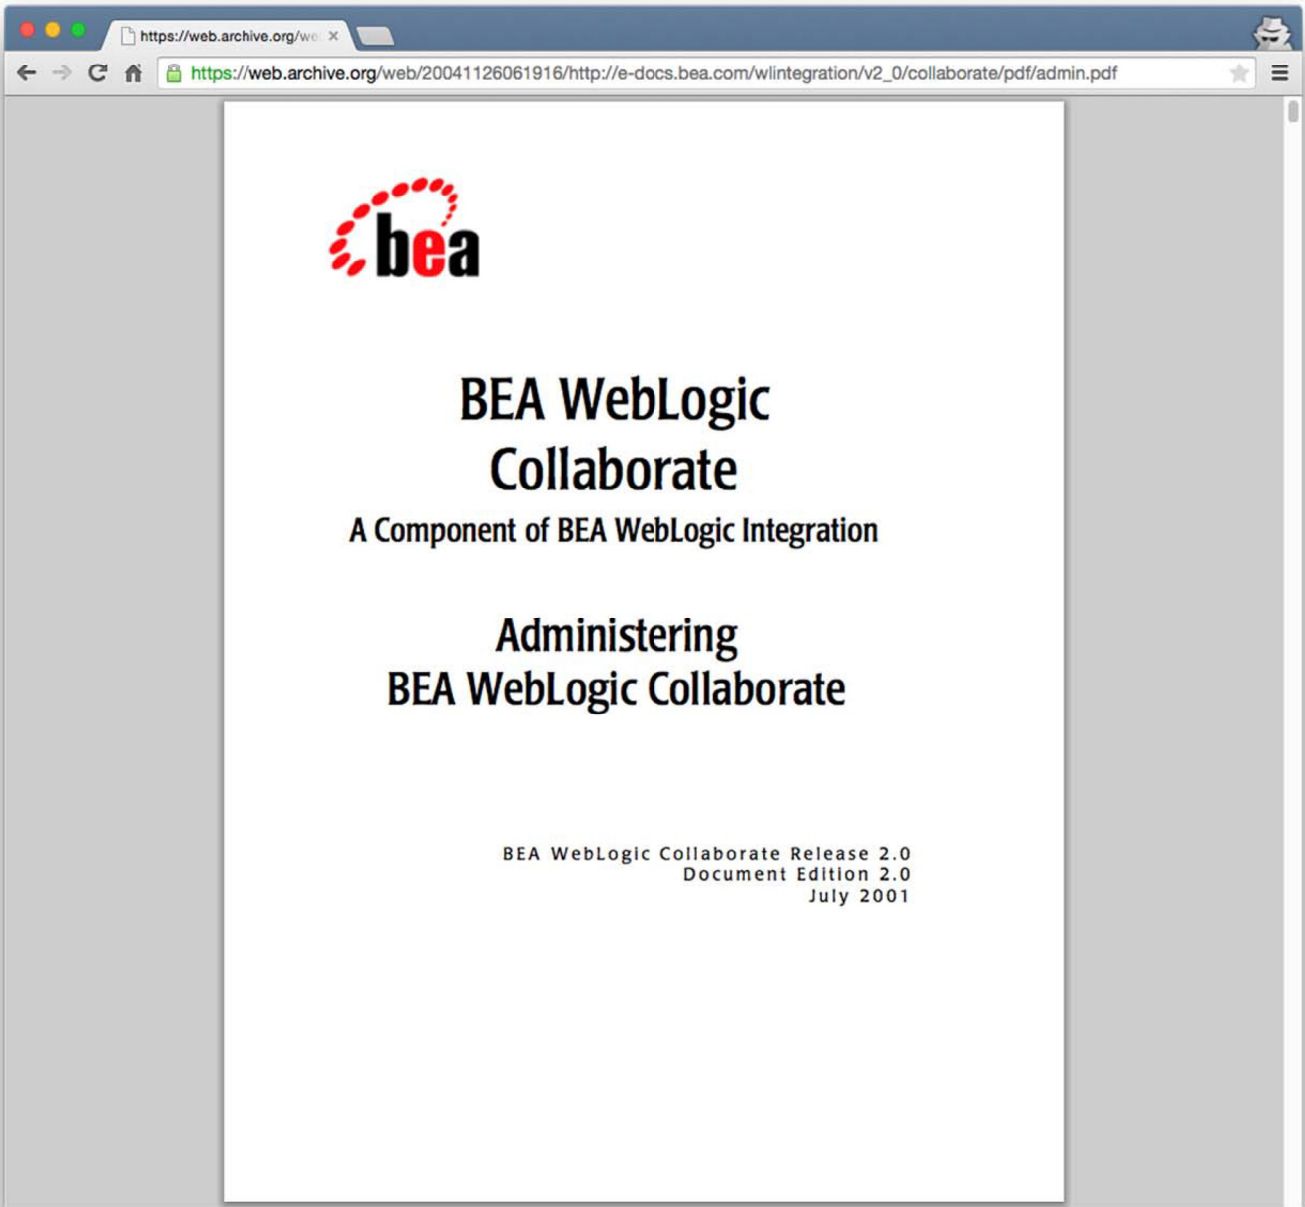 https://web.archive.org/we
https://web.archive.org/web/20041126061916/http://e-docs.bea.com/wlintegration/v2_0/collaborate/pdf/admin.pdf
bea
BEA WebLogic
Collaborate
A Component of BEA WebLogic Integration
Administering
BEA WebLogic Collaborate
BEA WebLogic Collaborate Release 2.0
Document Edition 2.0
July 2001